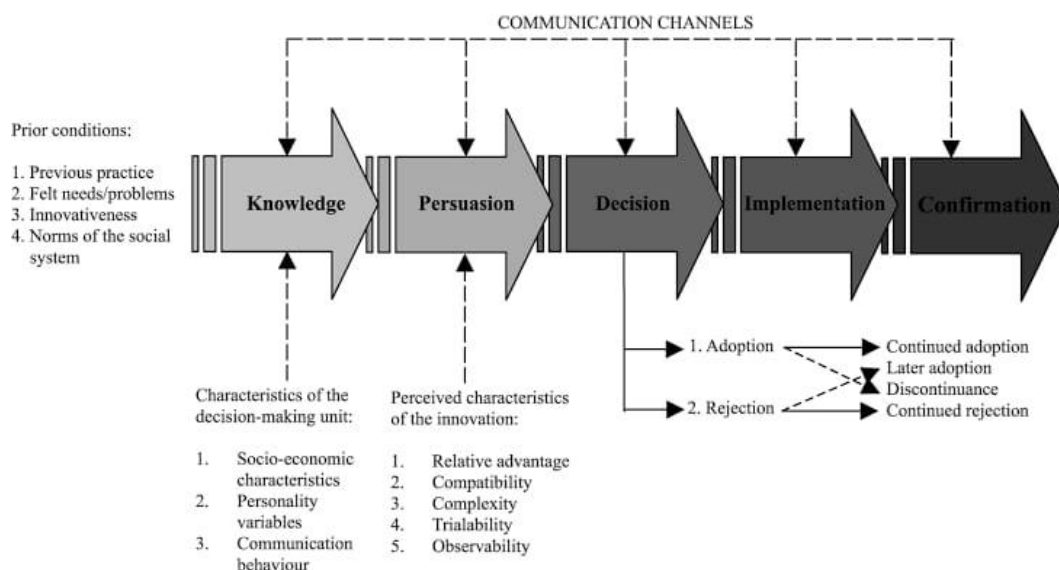 COMMUNICATION CHANNELS
Prior conditions:
1. Previous practice
2. Felt needs/problems
3. Innovativeness
4. Norms of the social
system
Knowledge
Persuasion
Decision
Implementation
Confirmation
1. Adoption
2. Rejection
Continued adoption
Later adoption
Discontinuance
Continued rejection
Characteristics of the
decision-making unit:
1. Socio-economic
characteristics
2. Personality
variables
3. Communication
behaviour
Perceived characteristics
of the innovation:
1. Relative advantage
2. Compatibility
3. Complexity
4. Trialability
5. Observability